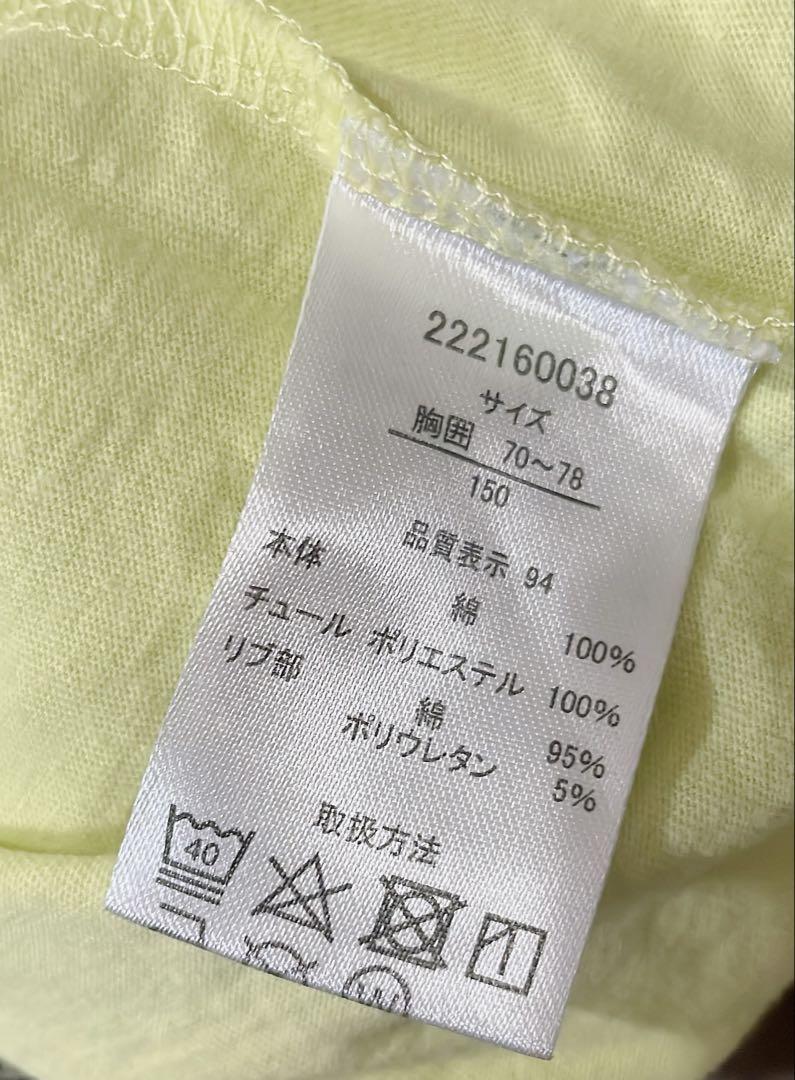 222160038
サイズ
胸囲 70～78
150
品質表示 94
本体 綿 100%
チュール ポリエステル 100%
リブ部 綿 95%
ポリウレタン 5%
取扱方法
40